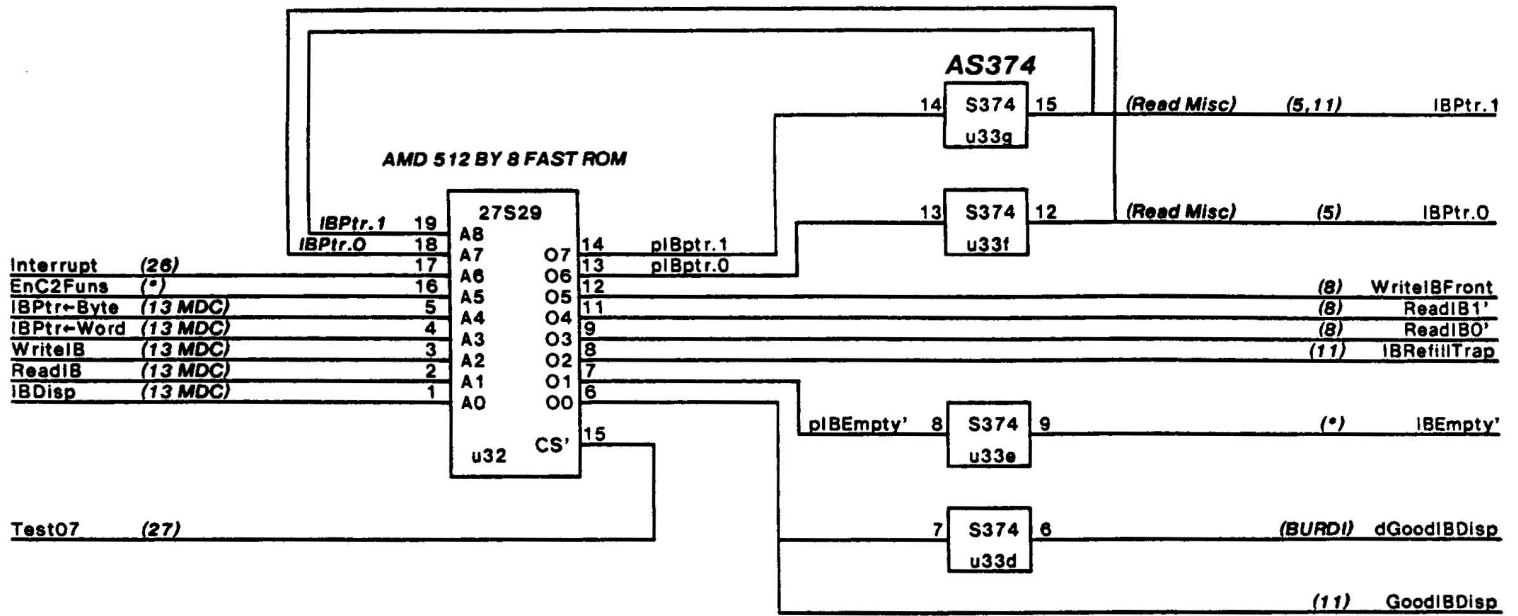 AS374
14 S374 15 (Read Misc) (5,11) IBPtr.1
u33g
AMD 512 BY 8 FAST ROM
27S29
13 S374 12 (Read Misc) (5) IBPtr.0
u33f
IBPtr.1 19 A8
IBPtr.0 18 A7 O7 14 pIBptr.1
Interrupt (26) 17 A6 O6 13 pIBptr.0
EnC2Funs (*) 16 A5 O5 12 (8) WriteIBFront
IBPtr←Byte (13 MDC) 5 A4 O4 11 (8) ReadIB1'
IBPtr←Word (13 MDC) 4 A3 O3 9 (8) ReadIB0'
WriteIB (13 MDC) 3 A2 O2 8 (11) IBRefillTrap
ReadIB (13 MDC) 2 A1 O1 7
IBDisp (13 MDC) 1 A0 O0 6
pIBEmpty' 8 S374 9 (*) IBEmpty'
u33e
CS' 15
u32
Test07 (27) 7 S374 6 (BURDI) dGoodIBDisp
u33d
(11) GoodIBDisp